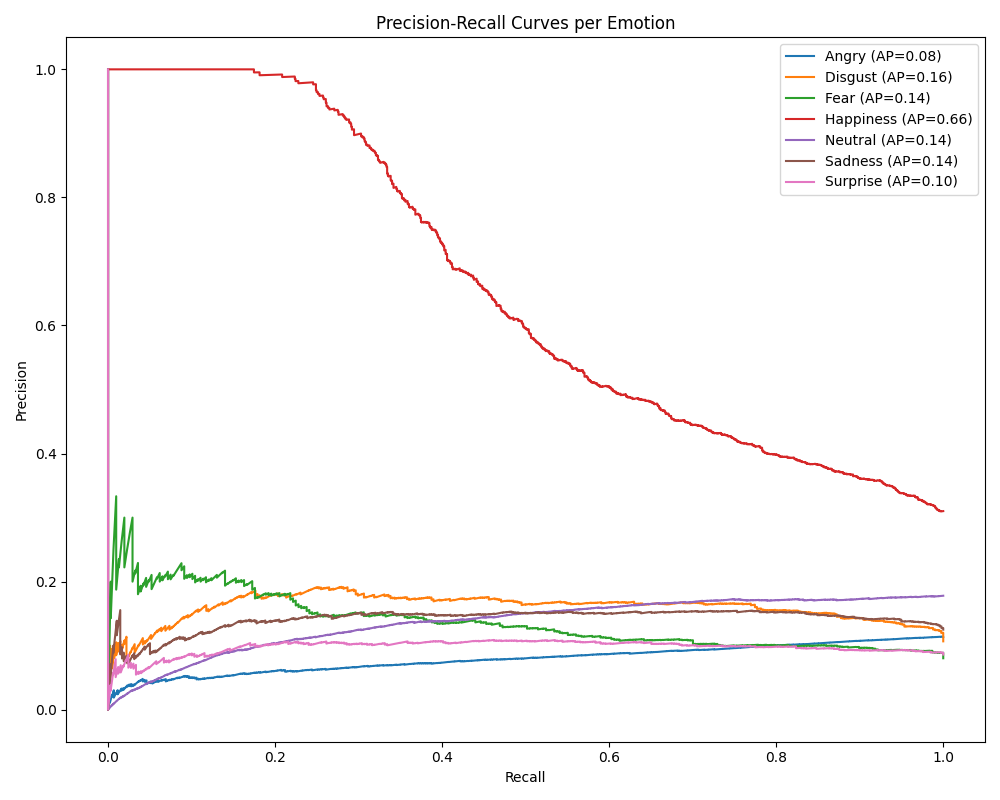 Precision-Recall Curves per Emotion
Angry (AP=0.08)
Disgust (AP=0.16)
Fear (AP=0.14)
Happiness (AP=0.66)
Neutral (AP=0.14)
Sadness (AP=0.14)
Surprise (AP=0.10)
Precision
1.0
0.8
0.6
0.4
0.2
0.0
0.0 0.2 0.4 0.6 0.8 1.0
Recall